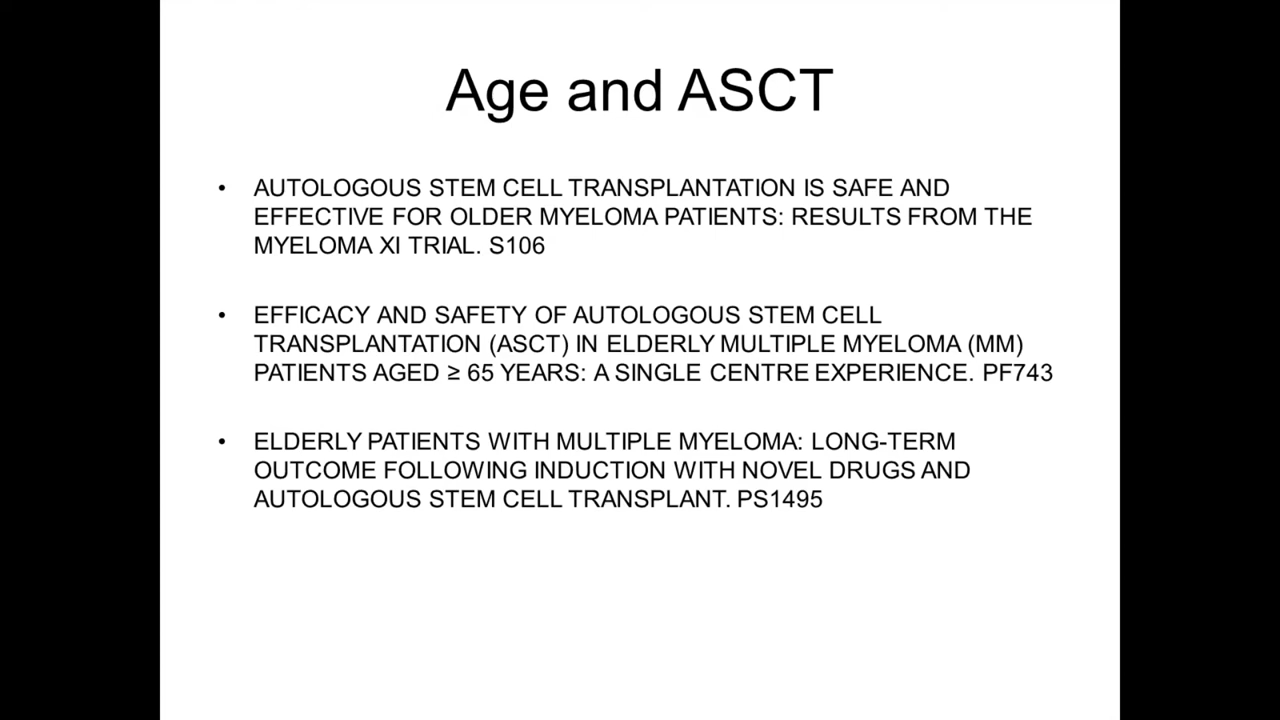 Age and ASCT
• AUTOLOGOUS STEM CELL TRANSPLANTATION IS SAFE AND
EFFECTIVE FOR OLDER MYELOMA PATIENTS: RESULTS FROM THE
MYELOMA XI TRIAL. S106
• EFFICACY AND SAFETY OF AUTOLOGOUS STEM CELL
TRANSPLANTATION (ASCT) IN ELDERLY MULTIPLE MYELOMA (MM)
PATIENTS AGED ≥ 65 YEARS: A SINGLE CENTRE EXPERIENCE. PF743
• ELDERLY PATIENTS WITH MULTIPLE MYELOMA: LONG-TERM
OUTCOME FOLLOWING INDUCTION WITH NOVEL DRUGS AND
AUTOLOGOUS STEM CELL TRANSPLANT. PS1495